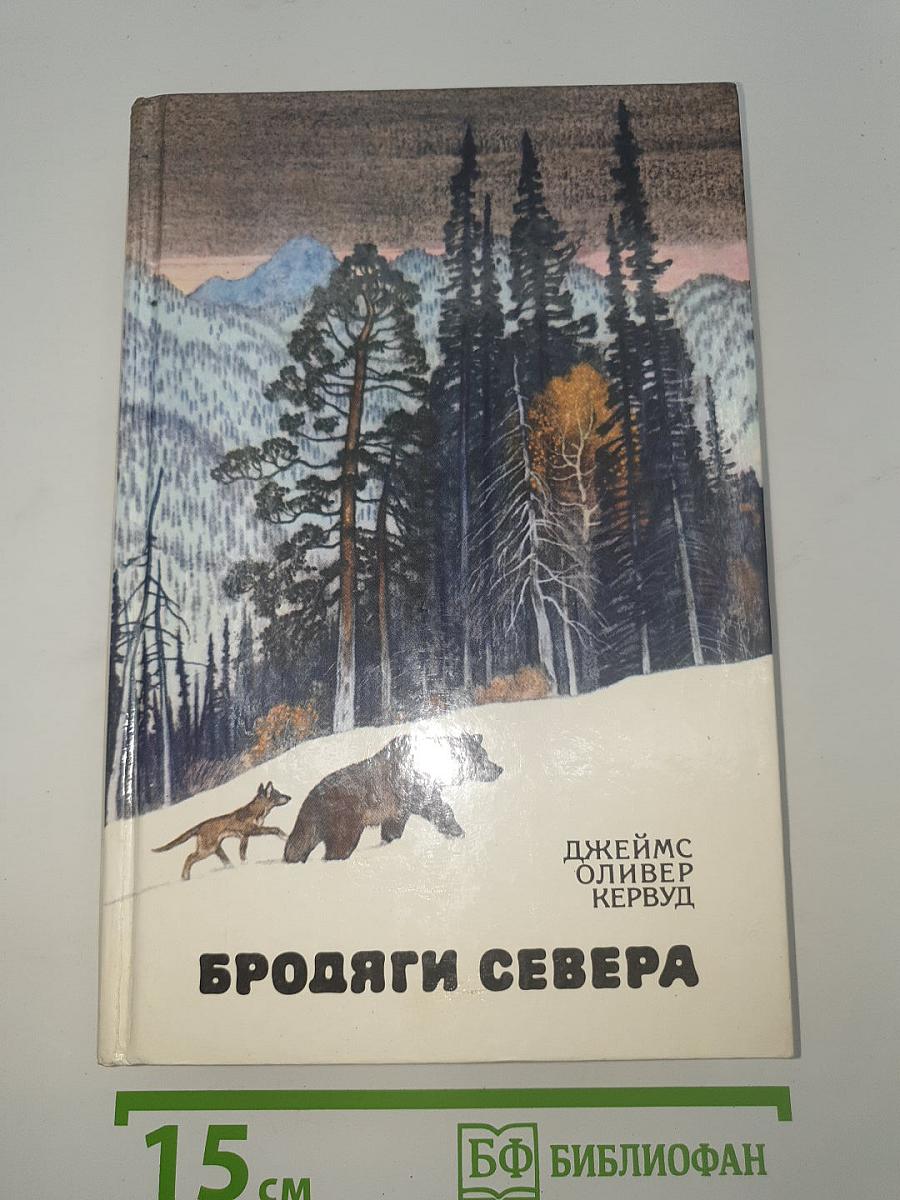 ДЖЕЙМС
ОЛИВЕР
КЕРВУД
БРОДЯГИ СЕВЕРА
15 см
БФ БИБЛИОФАН